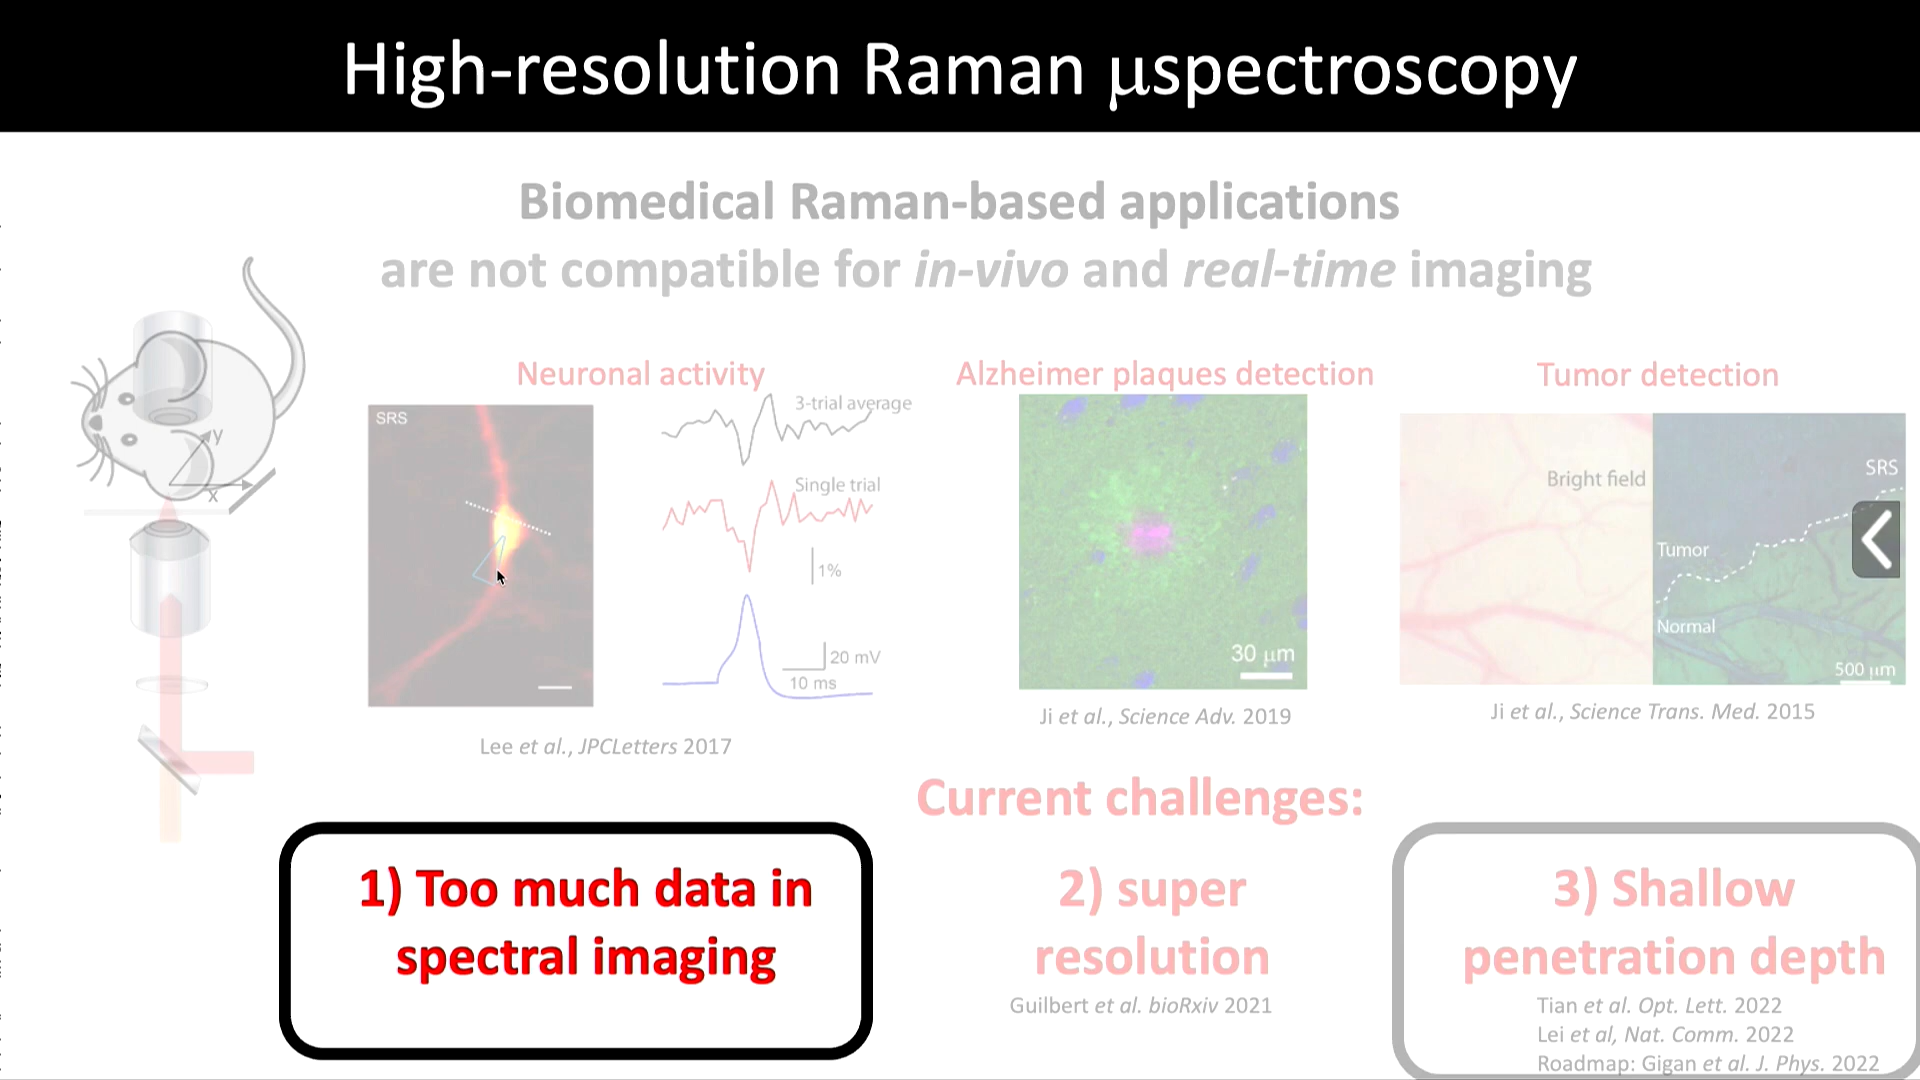 High-resolution Raman μspectroscopy
Biomedical Raman-based applications
are not compatible for in-vivo and real-time imaging
Neuronal activity
Alzheimer plaques detection
Tumor detection
SRS
3-trial average
Single trial
1%
20 mV
10 ms
y
x
30 μm
Bright field
SRS
Tumor
Normal
500 μm
Lee et al., JPCLetters 2017
Ji et al., Science Adv. 2019
Ji et al., Science Trans. Med. 2015
Current challenges:
1) Too much data in
spectral imaging
2) super
resolution
Guilbert et al. bioRxiv 2021
3) Shallow
penetration depth
Tian et al. Opt. Lett. 2022
Lei et al, Nat. Comm. 2022
Roadmap: Gigan et al. J. Phys. 2022